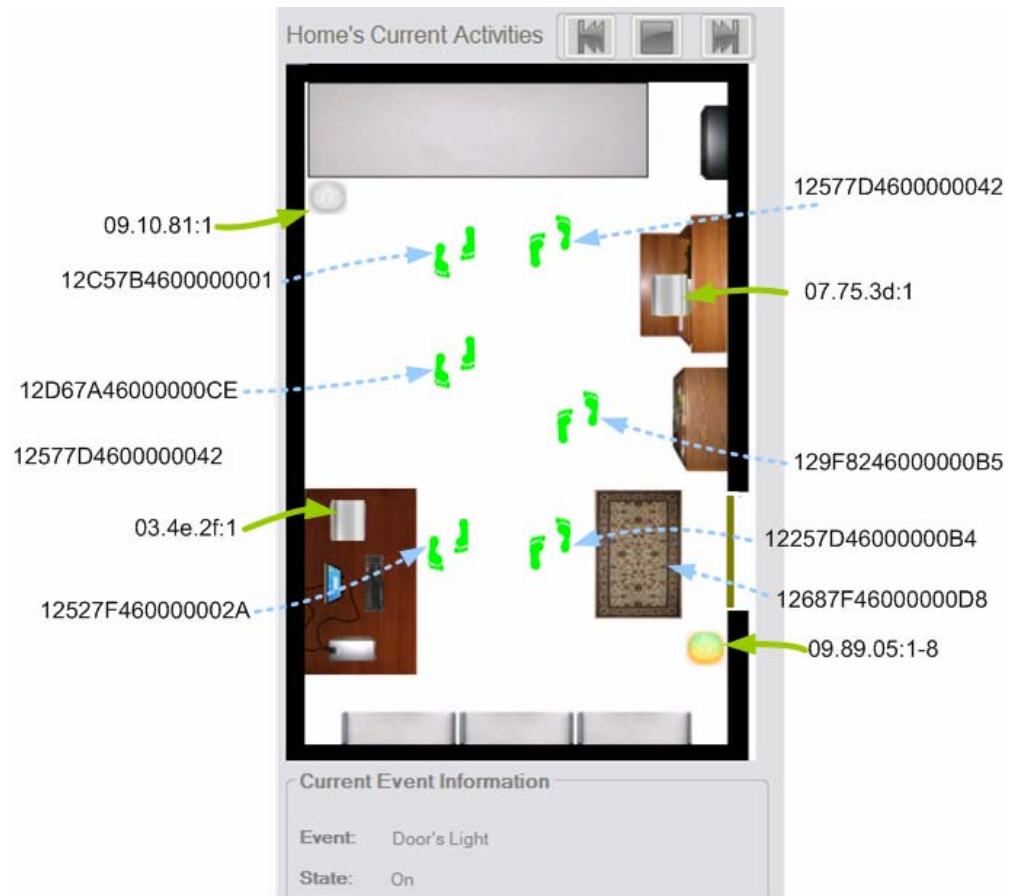 Home's Current Activities
12577D4600000042
09.10.81:1
12C57B4600000001
07.75.3d:1
12D67A46000000CE
12577D4600000042
129F8246000000B5
03.4e.2f:1
12257D46000000B4
12687F46000000D8
12527F460000002A
09.89.05:1-8
Current Event Information
Event: Door's Light
State: On